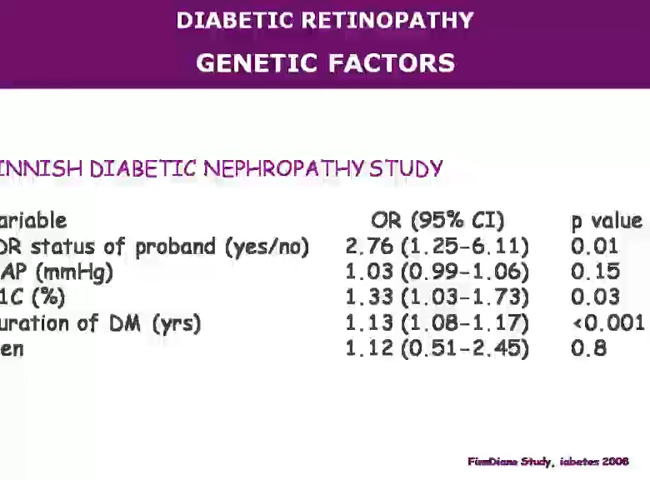 DIABETIC RETINOPATHY
GENETIC FACTORS
INNISH DIABETIC NEPHROPATHY STUDY
ariable OR (95% CI) p value
DR status of proband (yes/no) 2.76 (1.25-6.11) 0.01
AP (mmHg) 1.03 (0.99-1.06) 0.15
1C (%) 1.33 (1.03-1.73) 0.03
uration of DM (yrs) 1.13 (1.08-1.17) <0.001
en 1.12 (0.51-2.45) 0.8
FinnDiane Study, iabetes 2008